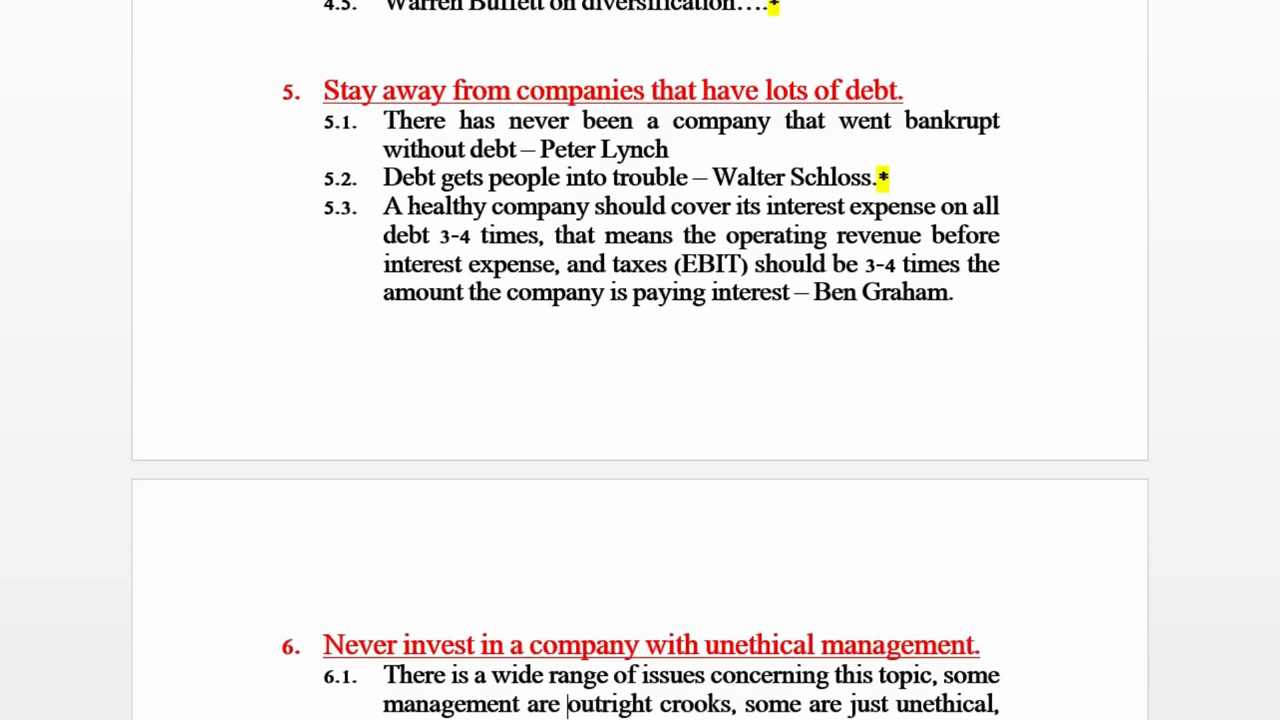 4.5. Warren Buffett on diversification….*
5. Stay away from companies that have lots of debt.
5.1. There has never been a company that went bankrupt
without debt – Peter Lynch
5.2. Debt gets people into trouble – Walter Schloss.*
5.3. A healthy company should cover its interest expense on all
debt 3-4 times, that means the operating revenue before
interest expense, and taxes (EBIT) should be 3-4 times the
amount the company is paying interest – Ben Graham.
6. Never invest in a company with unethical management.
6.1. There is a wide range of issues concerning this topic, some
management are outright crooks, some are just unethical,